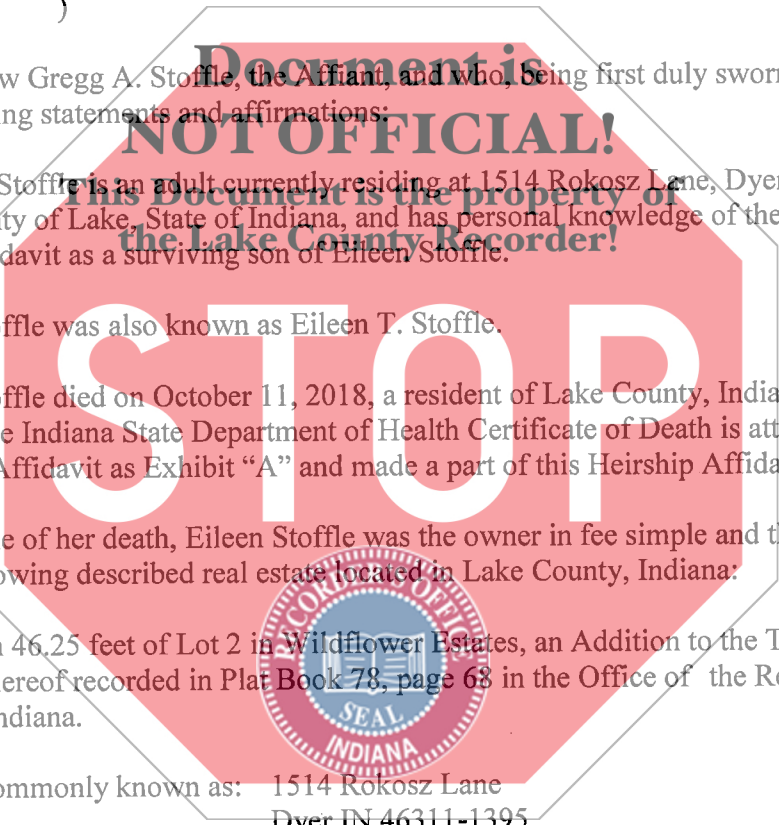 )
Document is
w Gregg A. Stoffle, the Affiant, and who, being first duly sworn
ng statements and affirmations:
NOT OFFICIAL!
Stoffle is an adult currently residing at 1514 Rokosz Lane, Dyer
This Document is the property of
ty of Lake, State of Indiana, and has personal knowledge of the
the Lake County Recorder!
davit as a surviving son of Eileen Stoffle.
ffle was also known as Eileen T. Stoffle.
STOP
ffle died on October 11, 2018, a resident of Lake County, India
e Indiana State Department of Health Certificate of Death is att
Affidavit as Exhibit “A” and made a part of this Heirship Affida
e of her death, Eileen Stoffle was the owner in fee simple and th
owing described real estate located in Lake County, Indiana:
n 46.25 feet of Lot 2 in Wildflower Estates, an Addition to the T
hereof recorded in Plat Book 78, page 68 in the Office of the Re
ndiana.
RECORDER'S OFFICE
SEAL
INDIANA
ommonly known as: 1514 Rokosz Lane
Dyer IN 46311-1395